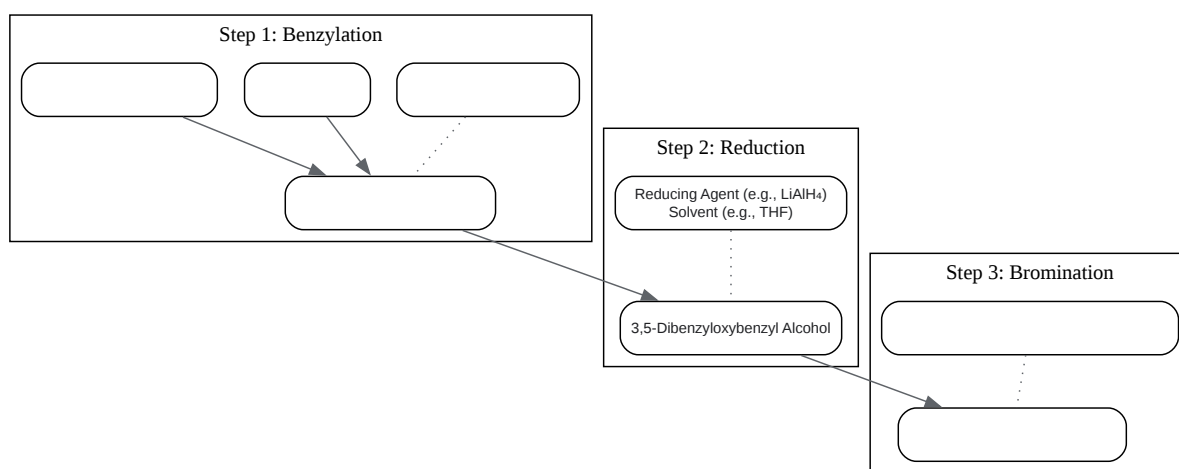 Step 1: Benzylation
Step 2: Reduction
Reducing Agent (e.g., LiAlH₄)
Solvent (e.g., THF)
3,5-Dibenzyloxybenzyl Alcohol
Step 3: Bromination